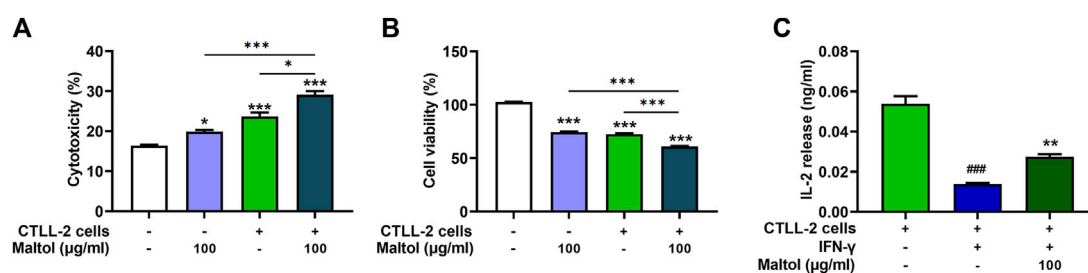 A
Cytotoxicity (%)
40
30
20
10
0
***
*
*
***
***
CTLL-2 cells - - + +
Maltol (µg/ml) - 100 - 100
B
Cell viability (%)
150
100
50
0
***
***
***
***
***
CTLL-2 cells - - + +
Maltol (µg/ml) - 100 - 100
C
IL-2 release (ng/ml)
0.08
0.06
0.04
0.02
0.00
###
**
CTLL-2 cells + + +
IFN-γ - + +
Maltol (µg/ml) - - 100